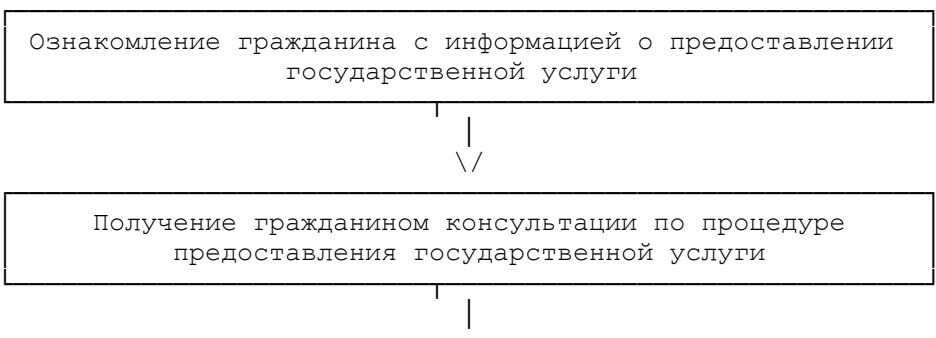 Ознакомление гражданина с информацией о предоставлении
государственной услуги
Получение гражданином консультации по процедуре
предоставления государственной услуги